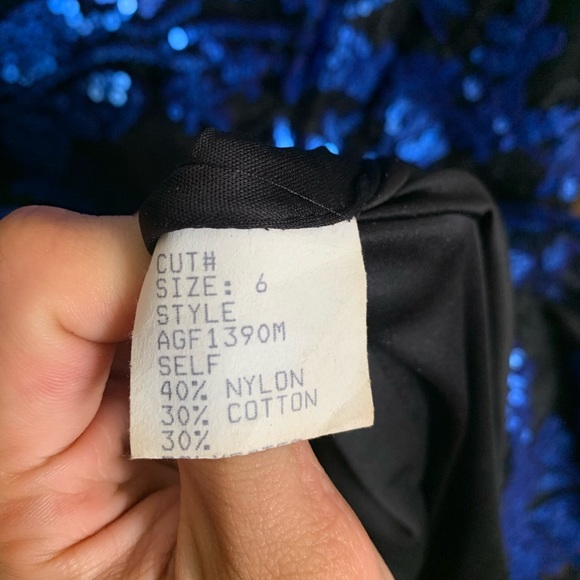 CUT#
SIZE: 6
STYLE
AGF1390M
SELF
40% NYLON
30% COTTON
30%